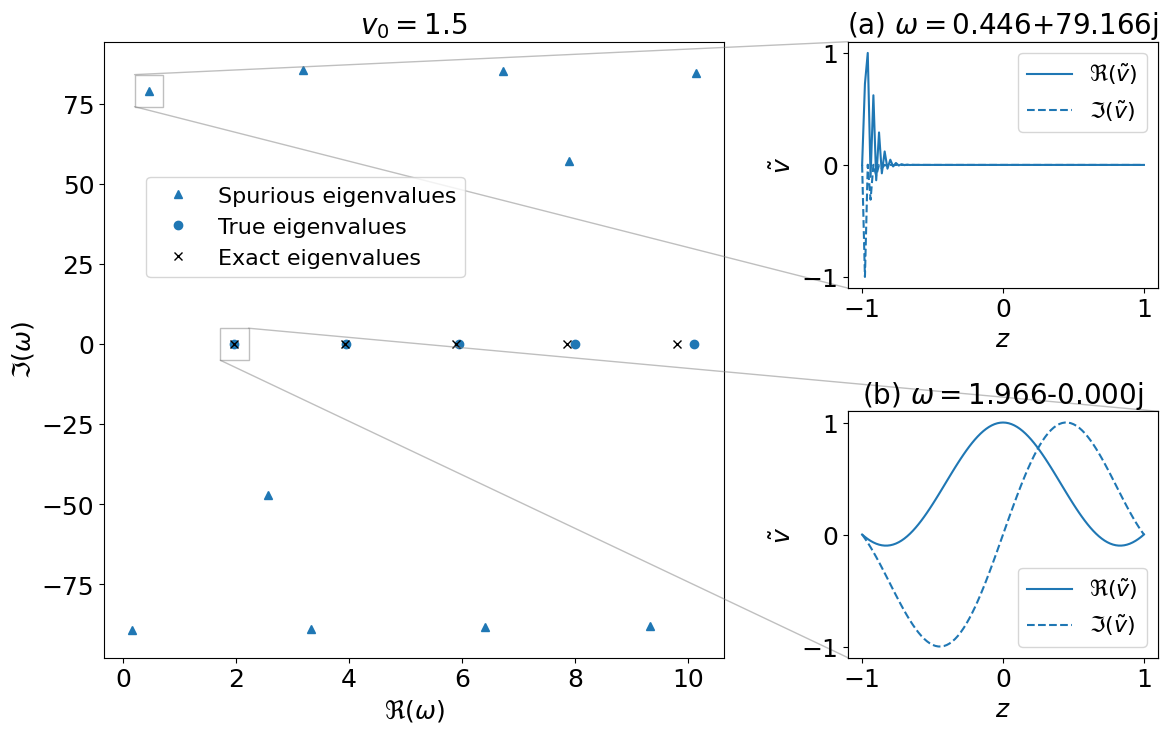 v₀ = 1.5
75
50
25
0
−25
−50
−75
ℑ(ω)
0
2
4
6
8
10
ℜ(ω)
Spurious eigenvalues
True eigenvalues
Exact eigenvalues
(a) ω = 0.446+79.166j
1
0
−1
ṽ
−1
0
1
z
ℜ(ṽ)
ℑ(ṽ)
(b) ω = 1.966-0.000j
1
0
−1
ṽ
−1
0
1
z
ℜ(ṽ)
ℑ(ṽ)